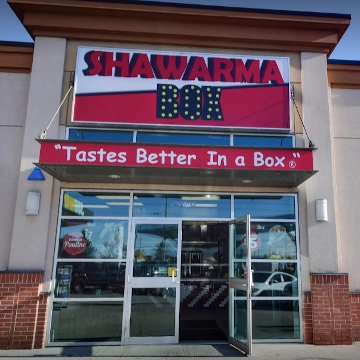 SHAWARMA
BOX
"Tastes Better In a Box®"
Poutine